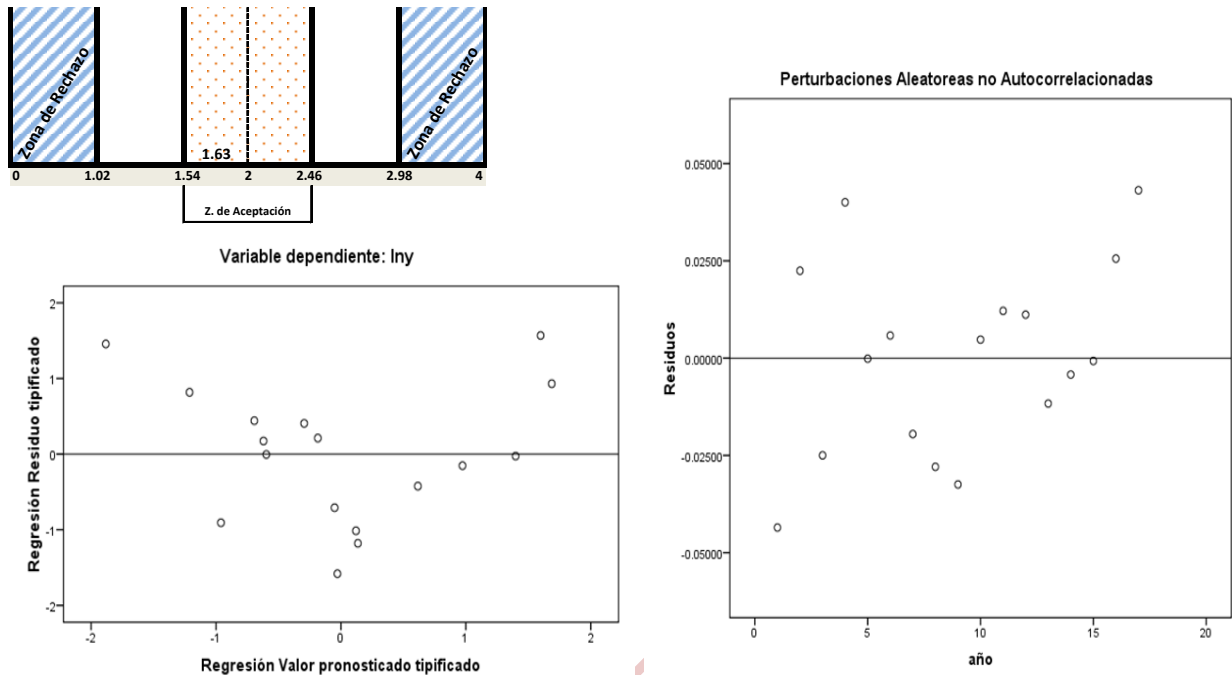 Zona de Rechazo
Zona de Rechazo
1.63
0 1.02 1.54 2 2.46 2.98 4
Z. de Aceptación
Variable dependiente: lny
2
1
0
-1
-2
Regresión Residuo tipificado
-2 -1 0 1 2
Regresión Valor pronosticado tipificado
Perturbaciones Aleatoreas no Autocorrelacionadas
0.05000
0.02500
0.00000
-0.02500
-0.05000
Residuos
0 5 10 15 20
año